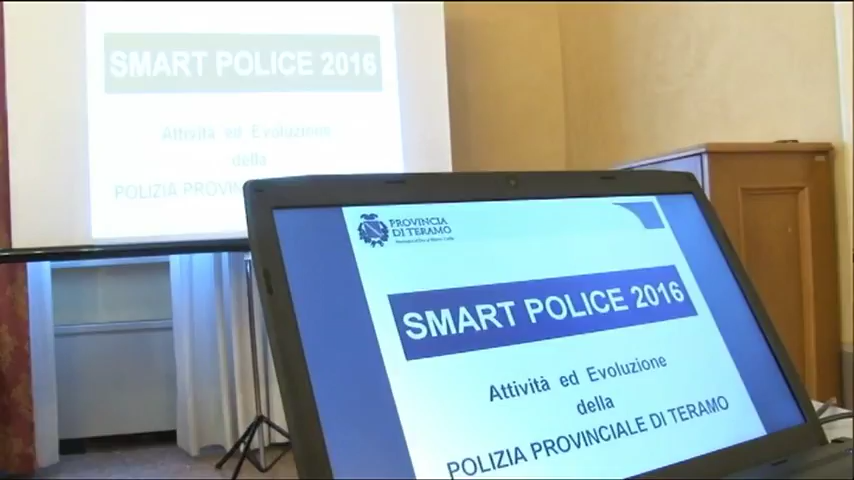 SMART POLICE 2016
Attività ed Evoluzione
della
POLIZIA PROVIN
PROVINCIA
DI TERAMO
SMART POLICE 2016
Attività ed Evoluzione
della
POLIZIA PROVINCIALE DI TERAMO